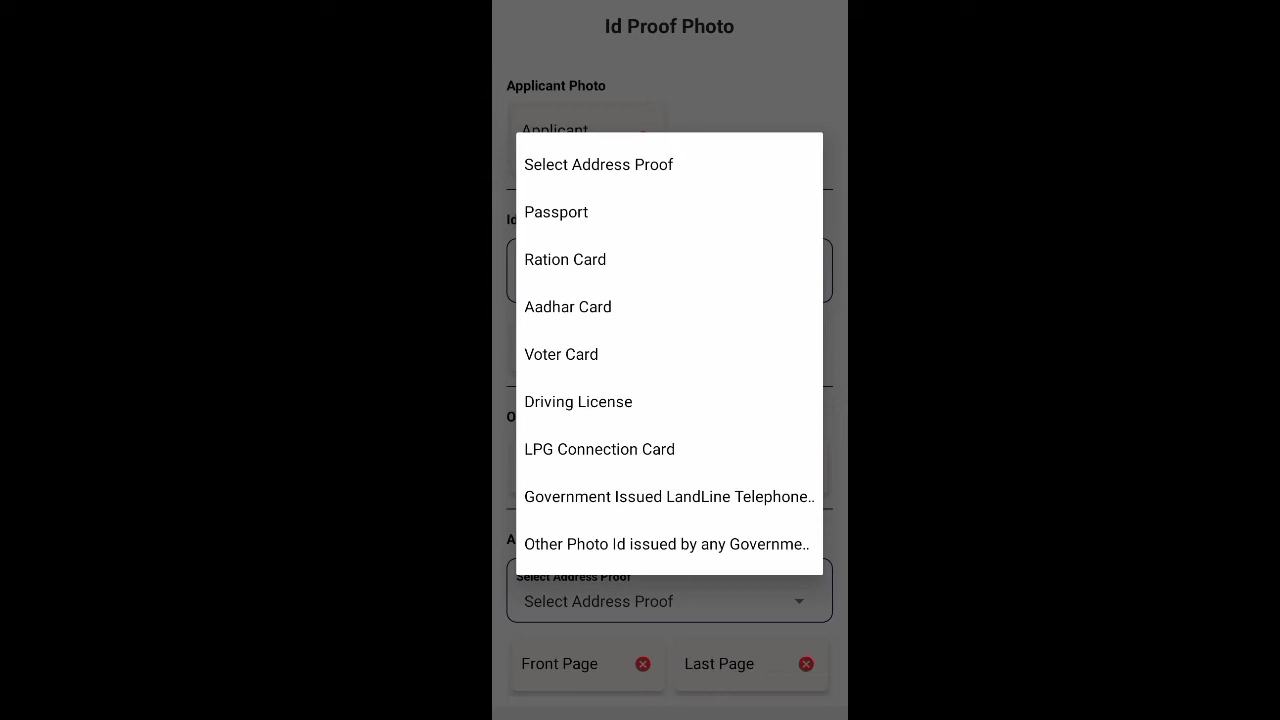 Id Proof Photo
Applicant Photo
Applicant
Select Address Proof
Passport
Id
Ration Card
Aadhar Card
Voter Card
Driving License
O
LPG Connection Card
Government Issued LandLine Telephone..
A
Other Photo Id issued by any Governme..
Select Address Proof
Select Address Proof
Front Page
Last Page